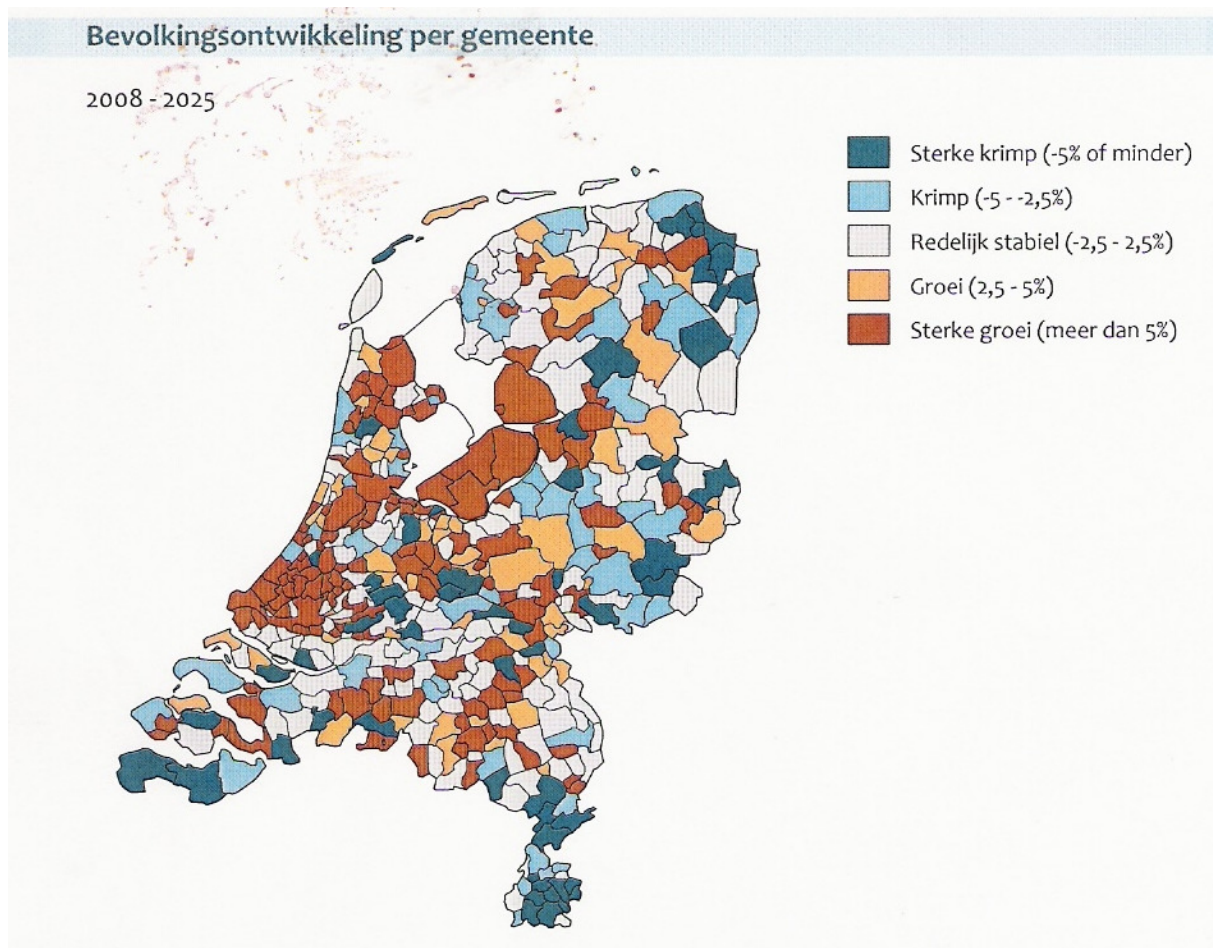 Bevolkingsontwikkeling per gemeente
2008 - 2025
Sterke krimp (-5% of minder)
Krimp (-5 - -2,5%)
Redelijk stabiel (-2,5 - 2,5%)
Groei (2,5 - 5%)
Sterke groei (meer dan 5%)